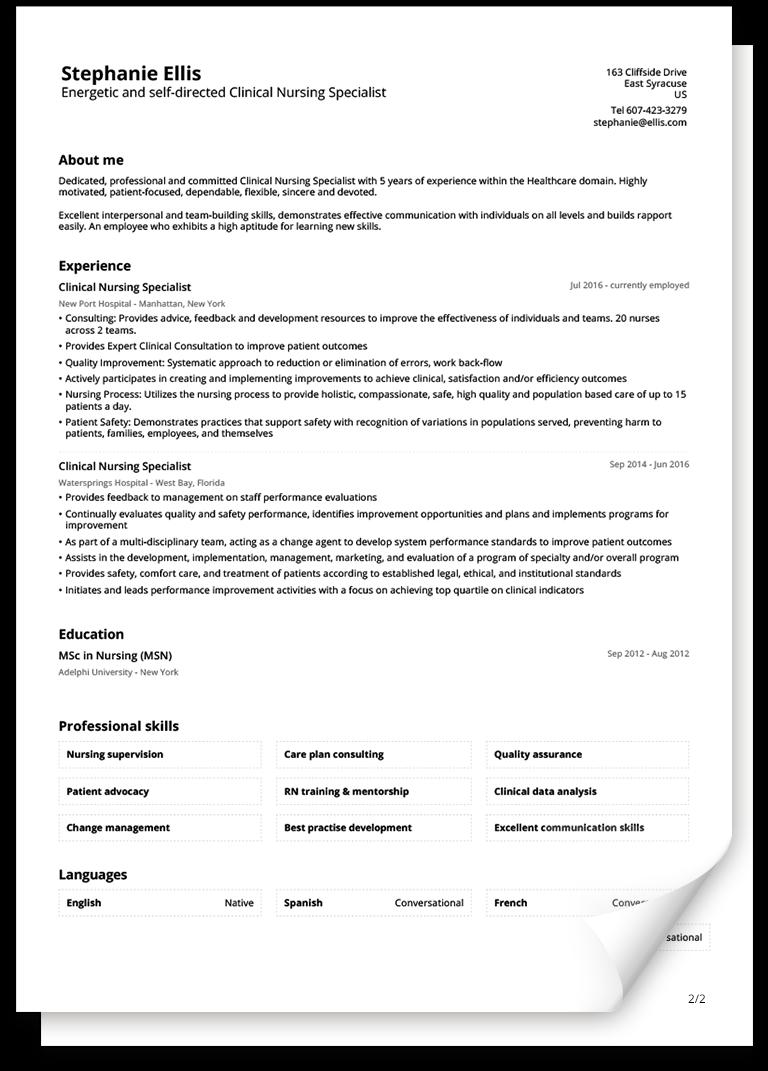 Stephanie Ellis
Energetic and self-directed Clinical Nursing Specialist
163 Cliffside Drive
East Syracuse
US
Tel 607-423-3279
stephanie@ellis.com
About me
Dedicated, professional and committed Clinical Nursing Specialist with 5 years of experience within the Healthcare domain. Highly
motivated, patient-focused, dependable, flexible, sincere and devoted.
Excellent interpersonal and team-building skills, demonstrates effective communication with individuals on all levels and builds rapport
easily. An employee who exhibits a high aptitude for learning new skills.
Experience
Clinical Nursing Specialist
Jul 2016 - currently employed
New Port Hospital - Manhattan, New York
• Consulting: Provides advice, feedback and development resources to improve the effectiveness of individuals and teams. 20 nurses
across 2 teams.
• Provides Expert Clinical Consultation to improve patient outcomes
• Quality Improvement: Systematic approach to reduction or elimination of errors, work back-flow
• Actively participates in creating and implementing improvements to achieve clinical, satisfaction and/or efficiency outcomes
• Nursing Process: Utilizes the nursing process to provide holistic, compassionate, safe, high quality and population based care of up to 15
patients a day.
• Patient Safety: Demonstrates practices that support safety with recognition of variations in populations served, preventing harm to
patients, families, employees, and themselves
Clinical Nursing Specialist
Sep 2014 - Jun 2016
Watersprings Hospital - West Bay, Florida
• Provides feedback to management on staff performance evaluations
• Continually evaluates quality and safety performance, identifies improvement opportunities and plans and implements programs for
improvement
• As part of a multi-disciplinary team, acting as a change agent to develop system performance standards to improve patient outcomes
• Assists in the development, implementation, management, marketing, and evaluation of a program of specialty and/or overall program
• Provides safety, comfort care, and treatment of patients according to established legal, ethical, and institutional standards
• Initiates and leads performance improvement activities with a focus on achieving top quartile on clinical indicators
Education
MSc in Nursing (MSN)
Sep 2012 - Aug 2012
Adelphi University - New York
Professional skills
Nursing supervision
Care plan consulting
Quality assurance
Patient advocacy
RN training & mentorship
Clinical data analysis
Change management
Best practise development
Excellent communication skills
Languages
English Native
Spanish Conversational
French
sational
2/2